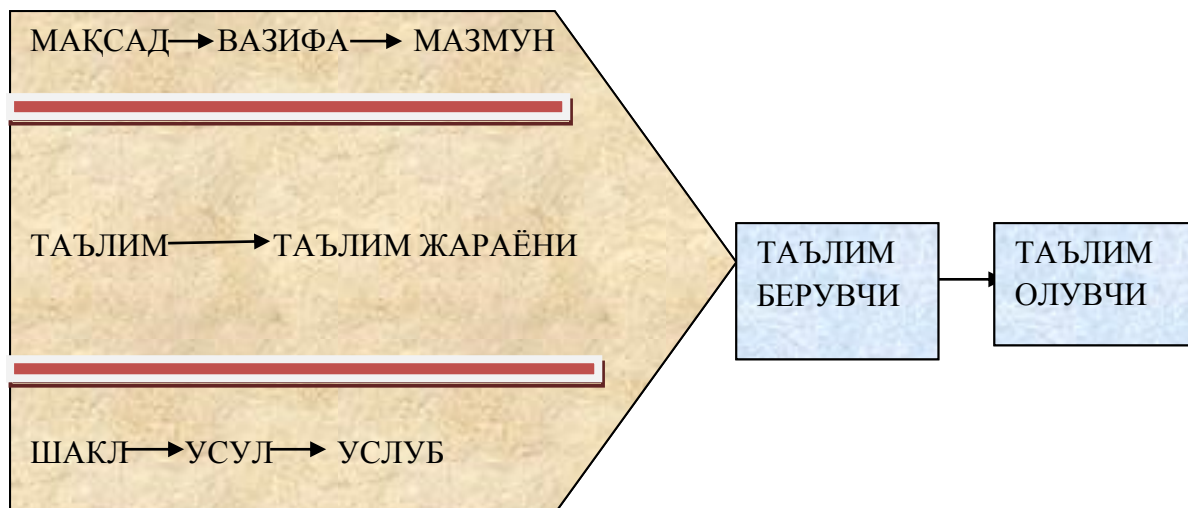 МАҚСАД ВАЗИФА МАЗМУН
ТАЪЛИМ ТАЪЛИМ ЖАРАЁНИ
ТАЪЛИМ
БЕРУВЧИ
ТАЪЛИМ
ОЛУВЧИ
ШАКЛ УСУЛ УСЛУБ